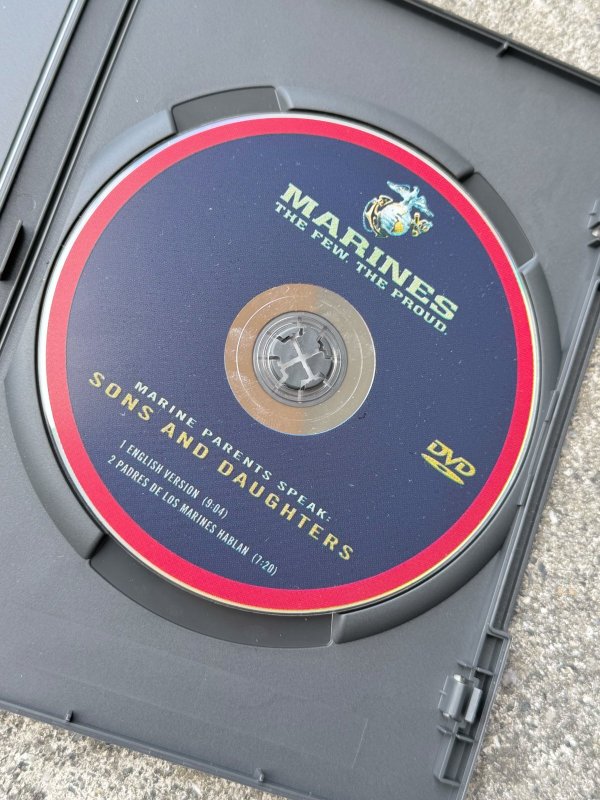 MARINES
THE FEW. THE PROUD.
MARINE PARENTS SPEAK:
SONS AND DAUGHTERS
1 ENGLISH VERSION (9:04)
2 PADRES DE LOS MARINES HABLAN (7:20)
DVD